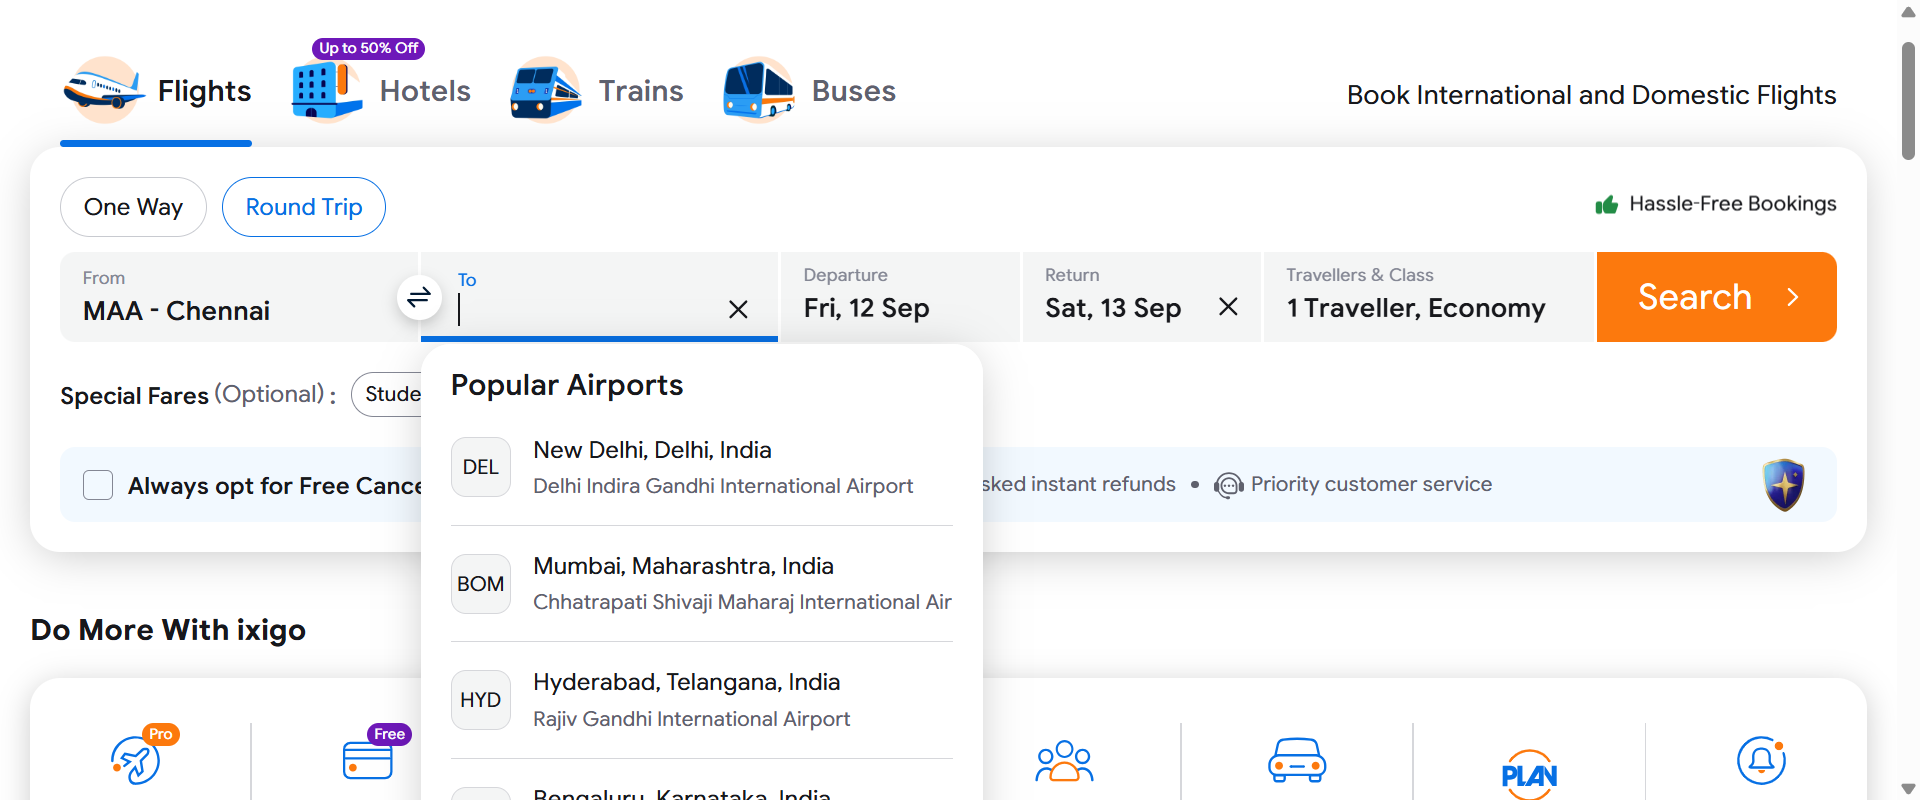 Up to 50% Off
Flights
Hotels
Trains
Buses
Book International and Domestic Flights
One Way
Round Trip
Hassle-Free Bookings
From
MAA - Chennai
To
Departure
Fri, 12 Sep
Return
Sat, 13 Sep
Travellers & Class
1 Traveller, Economy
Search
Special Fares (Optional) :
Stude
Popular Airports
DEL
New Delhi, Delhi, India
Delhi Indira Gandhi International Airport
Always opt for Free Cance
sked instant refunds • Priority customer service
BOM
Mumbai, Maharashtra, India
Chhatrapati Shivaji Maharaj International Air
HYD
Hyderabad, Telangana, India
Rajiv Gandhi International Airport
Bengaluru, Karnataka, India
Do More With ixigo
Pro
Free
PLAN